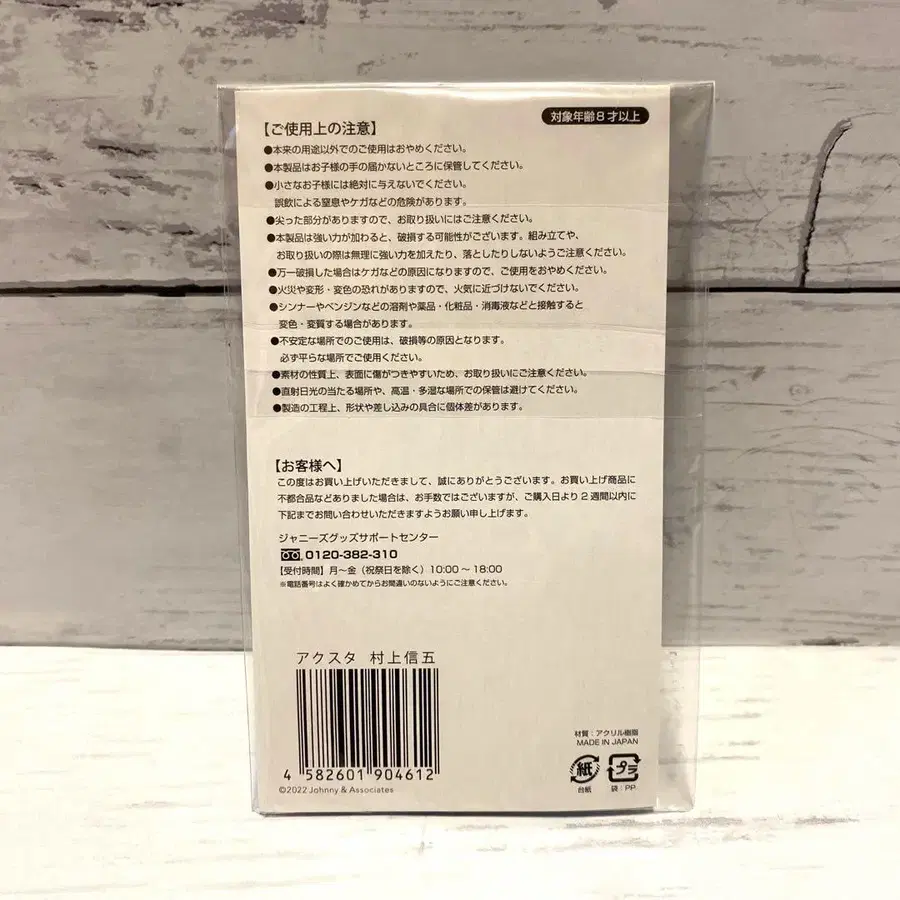 対象年齢8才以上
【ご使用上の注意】
●本来の用途以外でのご使用はおやめください。
●本製品はお子様の手の届かないところに保管してください。
●小さなお子様には絶対に与えないでください。
誤飲による窒息やケガなどの危険があります。
●尖った部分がありますので、お取り扱いにはご注意ください。
●本製品は強い力が加わると、破損する可能性がございます。組み立てや、
お取り扱いの際は無理に強い力を加えたり、落としたりしないようご注意ください。
●万一破損した場合はケガなどの原因になりますので、ご使用をおやめください。
●火災や変形・変色の恐れがありますので、火気に近づけないでください。
●シンナーやベンジンなどの溶剤や薬品・化粧品・消毒液などと接触すると
変色・変質する場合があります。
●不安定な場所でのご使用は、破損等の原因となります。
必ず平らな場所でご使用ください。
●素材の性質上、表面に傷がつきやすいため、お取り扱いにご注意ください。
●直射日光の当たる場所や、高温・多湿な場所での保管は避けてください。
●製造の工程上、形状や差し込みの具合に個体差があります。
【お客様へ】
この度はお買い上げいただきまして、誠にありがとうございます。お買い上げ商品に
不都合品などありました場合は、お手数ではございますが、ご購入日より2週間以内に
下記までお問い合わせいただきますようお願い申し上げます。
ジャニーズグッズサポートセンター
0120-382-310
【受付時間】月～金（祝祭日を除く）10:00～18:00
※電話番号はよく確かめてからお間違いのないようにご注意ください。
アクスタ 村上信五
4 582601 904612
©2022 Johnny & Associates
材質：アクリル樹脂
MADE IN JAPAN
紙 プラ
台紙 袋：PP